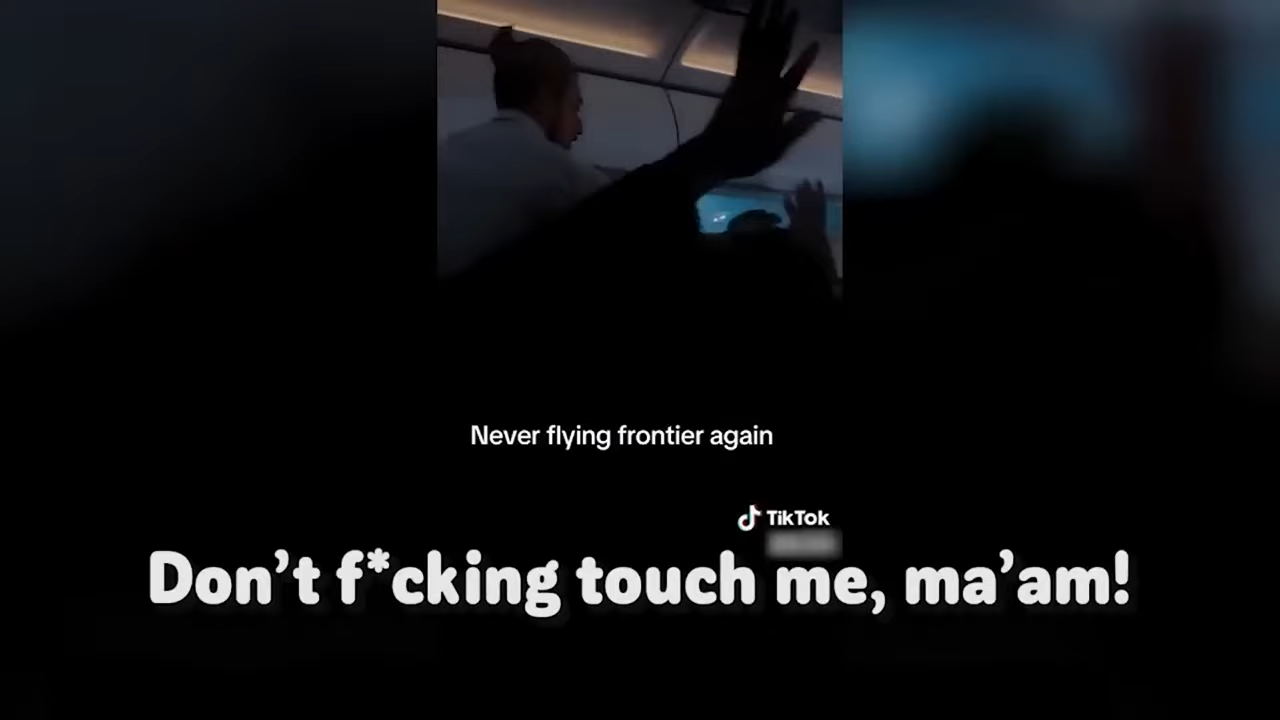 Never flying frontier again
TikTok
Don’t f*cking touch me, ma’am!